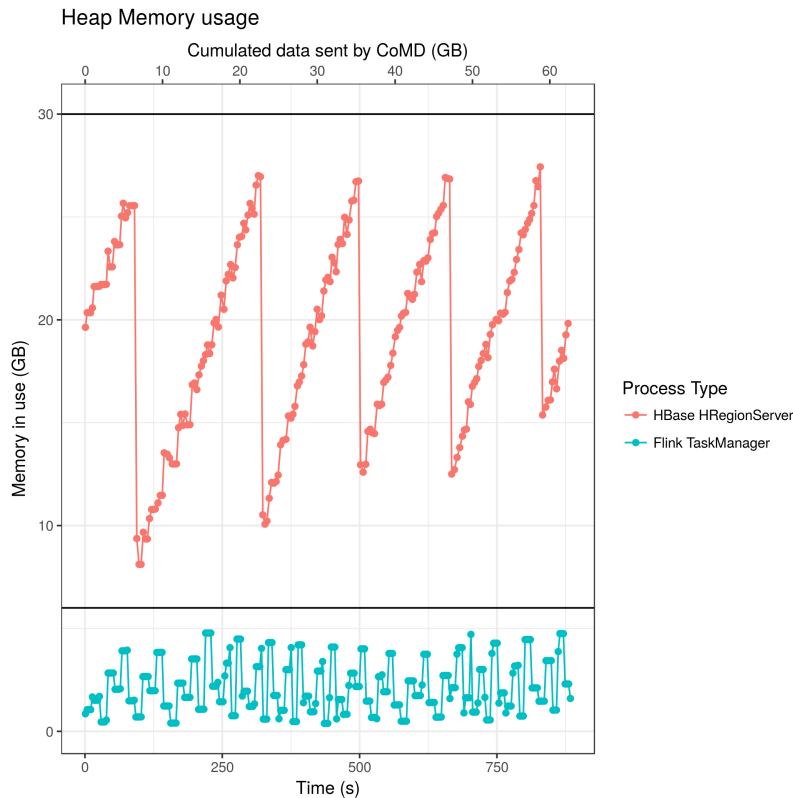 Heap Memory usage
Cumulated data sent by CoMD (GB)
0 10 20 30 40 50 60
Memory in use (GB)
30
20
10
0
0 250 500 750
Time (s)
Process Type
HBase HRegionServer
Flink TaskManager